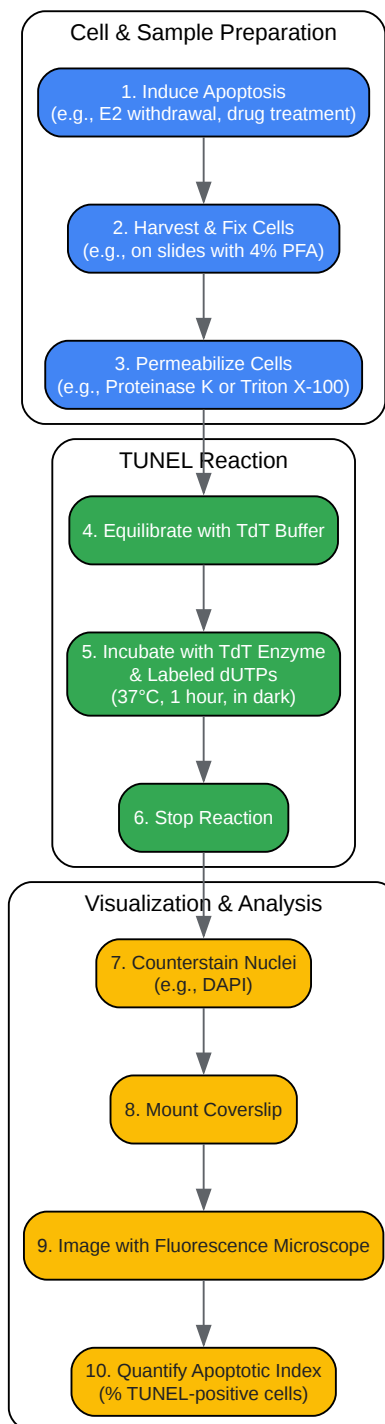 Cell & Sample Preparation
1. Induce Apoptosis
(e.g., E2 withdrawal, drug treatment)
2. Harvest & Fix Cells
(e.g., on slides with 4% PFA)
3. Permeabilize Cells
(e.g., Proteinase K or Triton X-100)
TUNEL Reaction
4. Equilibrate with TdT Buffer
5. Incubate with TdT Enzyme
& Labeled dUTPs
(37°C, 1 hour, in dark)
6. Stop Reaction
Visualization & Analysis
7. Counterstain Nuclei
(e.g., DAPI)
8. Mount Coverslip
9. Image with Fluorescence Microscope
10. Quantify Apoptotic Index
(% TUNEL-positive cells)